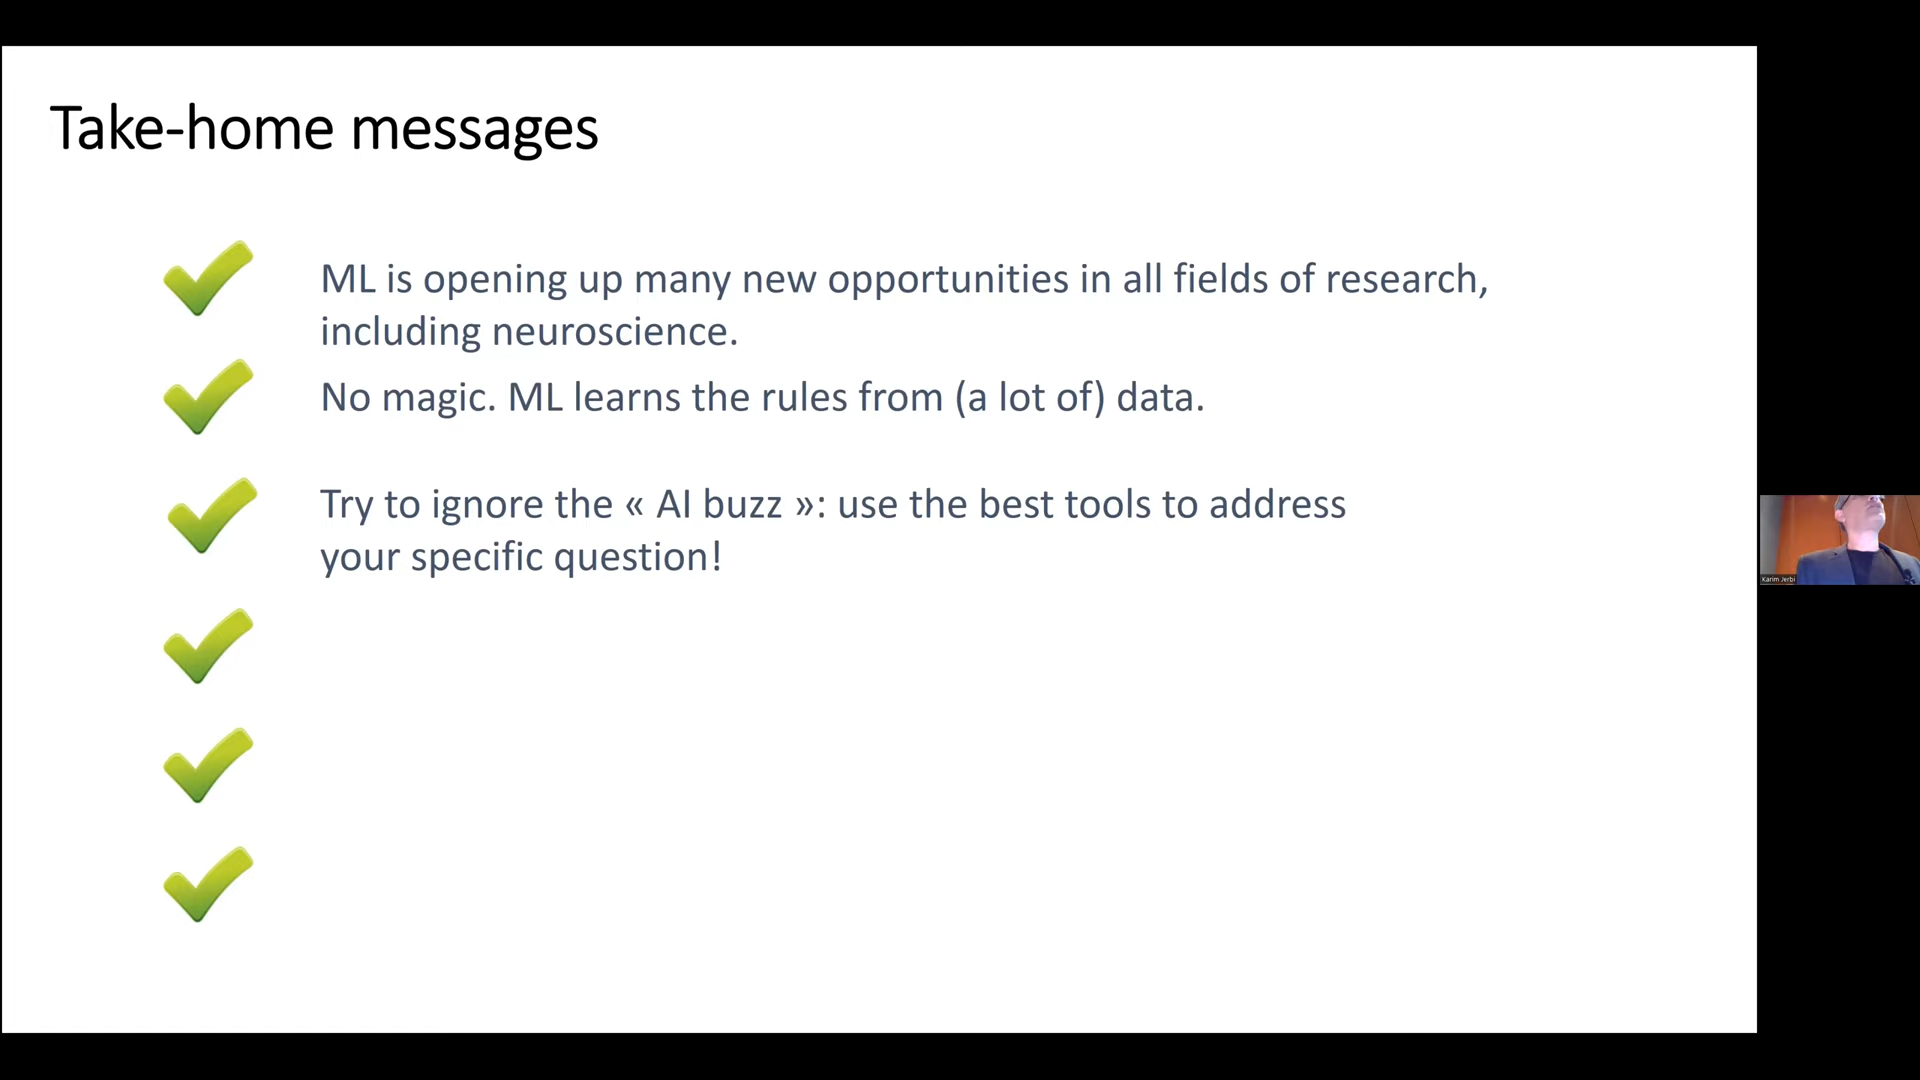 Take-home messages
ML is opening up many new opportunities in all fields of research,
including neuroscience.
No magic. ML learns the rules from (a lot of) data.
Try to ignore the « AI buzz »: use the best tools to address
your specific question!
Karim Jerbi